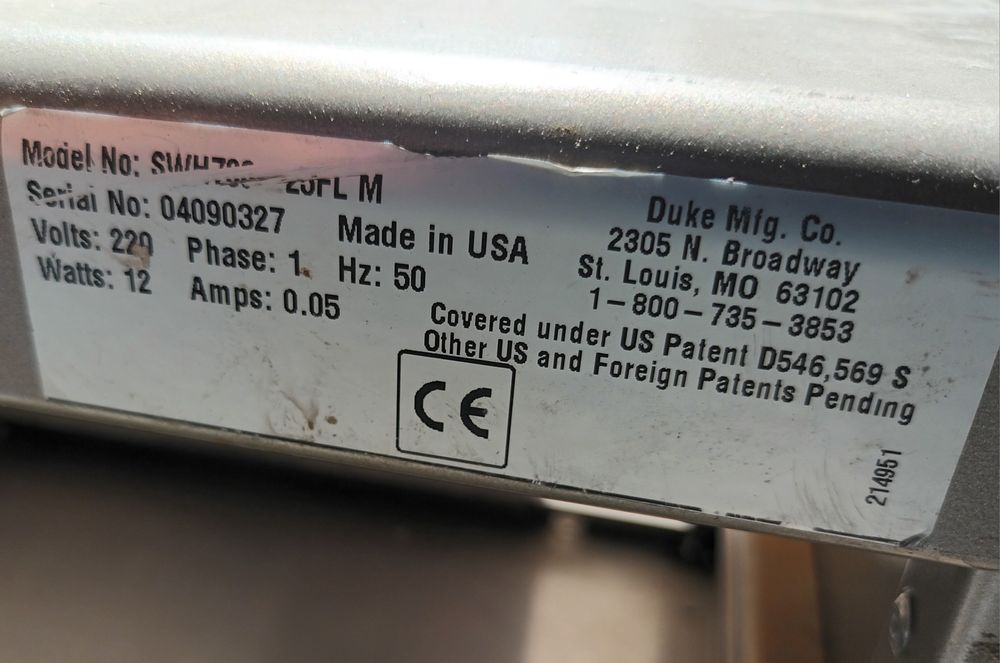 Model No:
Serial No: 04090327
Volts: 220 Phase: 1 Hz: 50
Watts: 12 Amps: 0.05
Made in USA
Duke Mfg. Co.
2305 N. Broadway
St. Louis, MO 63102
1-800-735-3853
Covered under US Patent D546,569 S
Other US and Foreign Patents Pending
CE
214951